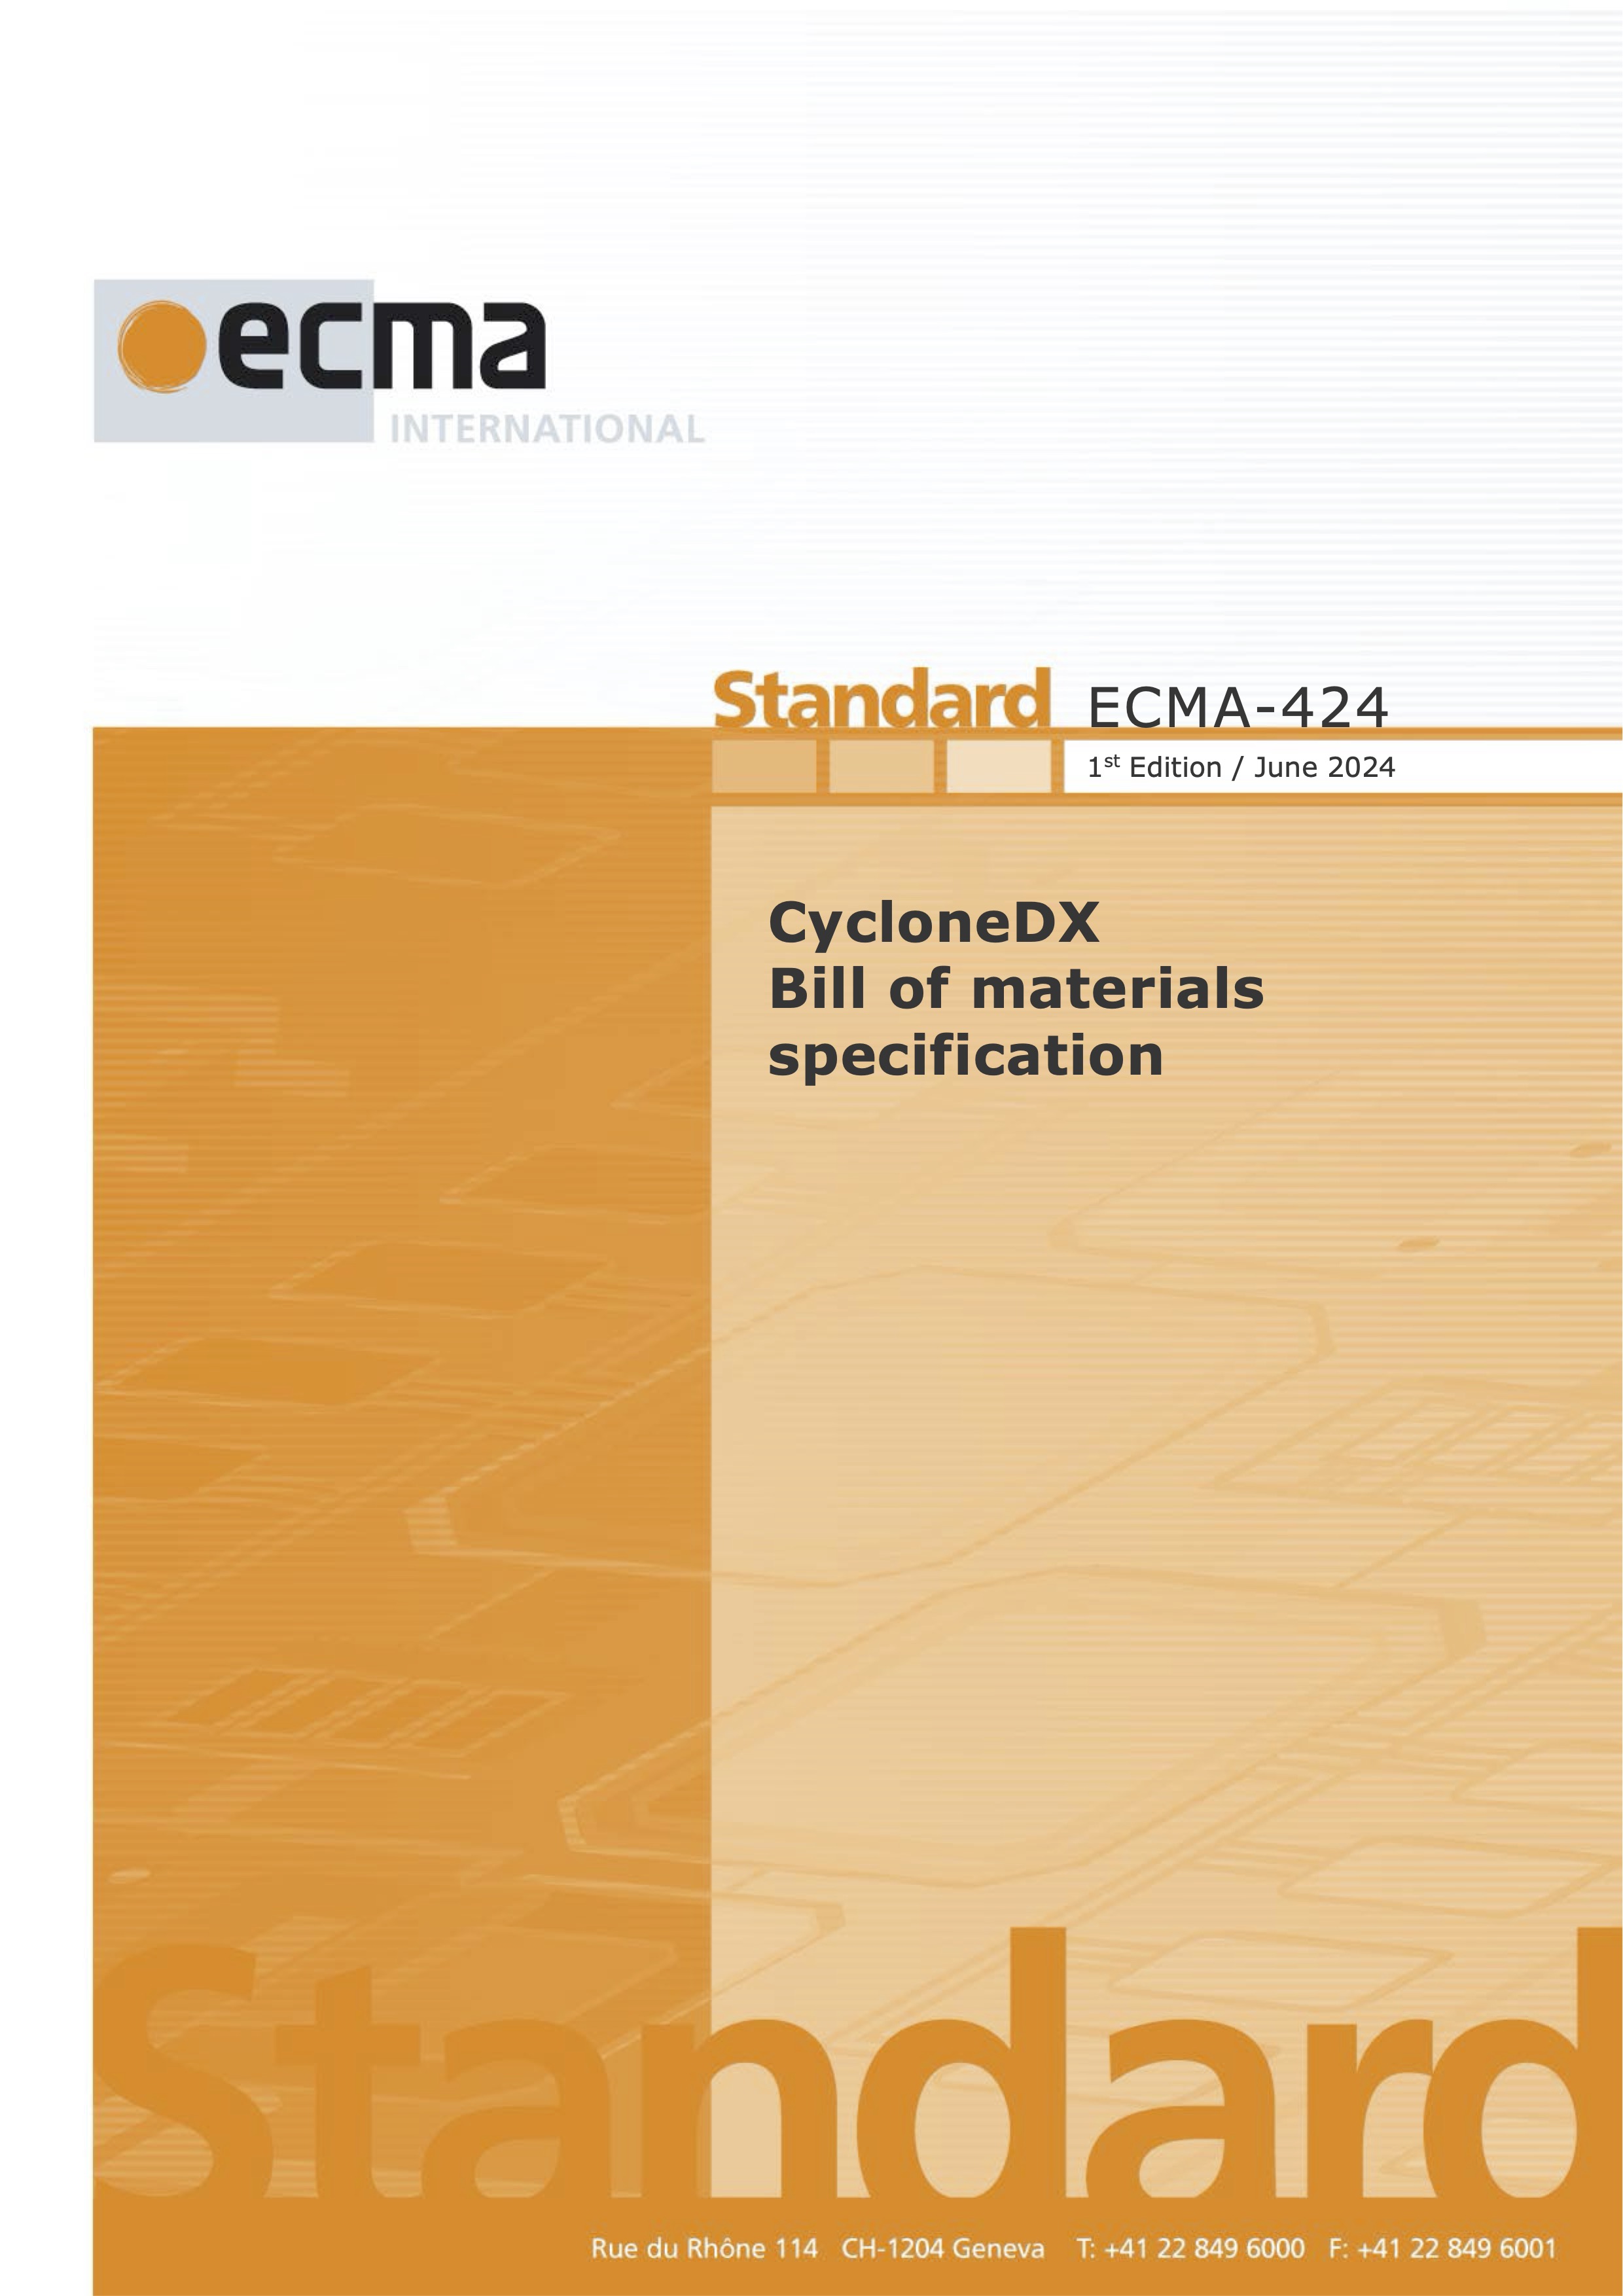 ecma
INTERNATIONAL
Standard ECMA-424
1st Edition / June 2024
CycloneDX
Bill of materials
specification
Standard
Rue du Rhône 114 CH-1204 Geneva T: +41 22 849 6000 F: +41 22 849 6001